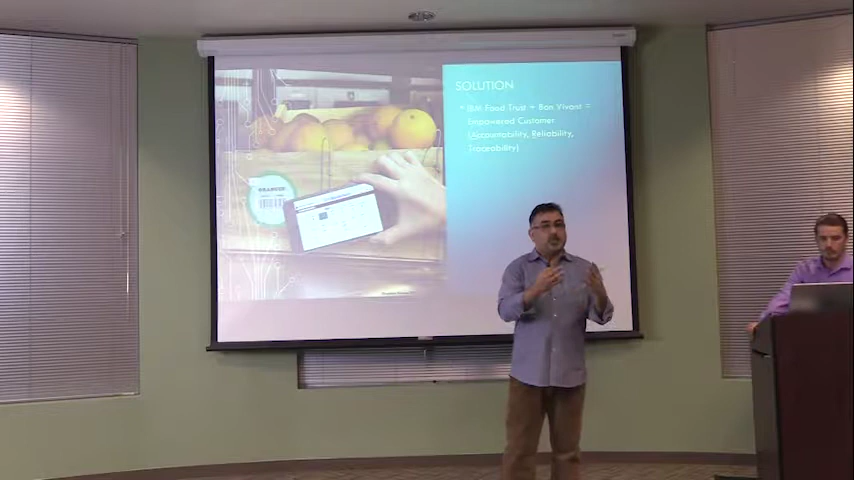 SOLUTION
IBM Food Trust + Bon Vivant =
Empowered Customer
(Accountability, Reliability,
Traceability)